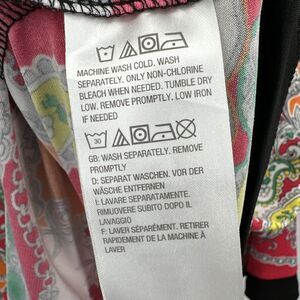 MACHINE WASH COLD. WASH
SEPARATELY. ONLY NON-CHLORINE
BLEACH WHEN NEEDED. TUMBLE DRY
LOW. REMOVE PROMPTLY. LOW IRON
IF NEEDED
30
GB: WASH SEPARATELY. REMOVE
PROMPTLY
D: SEPARAT WASCHEN. VOR DER
WÄSCHE ENTFERNEN
I: LAVARE SEPARATAMENTE.
RIMUOVERE SUBITO DOPO IL
LAVAGGIO
F: LAVER SÉPARÉMENT. RETIRER
RAPIDEMENT DE LA MACHINE À
LAVER